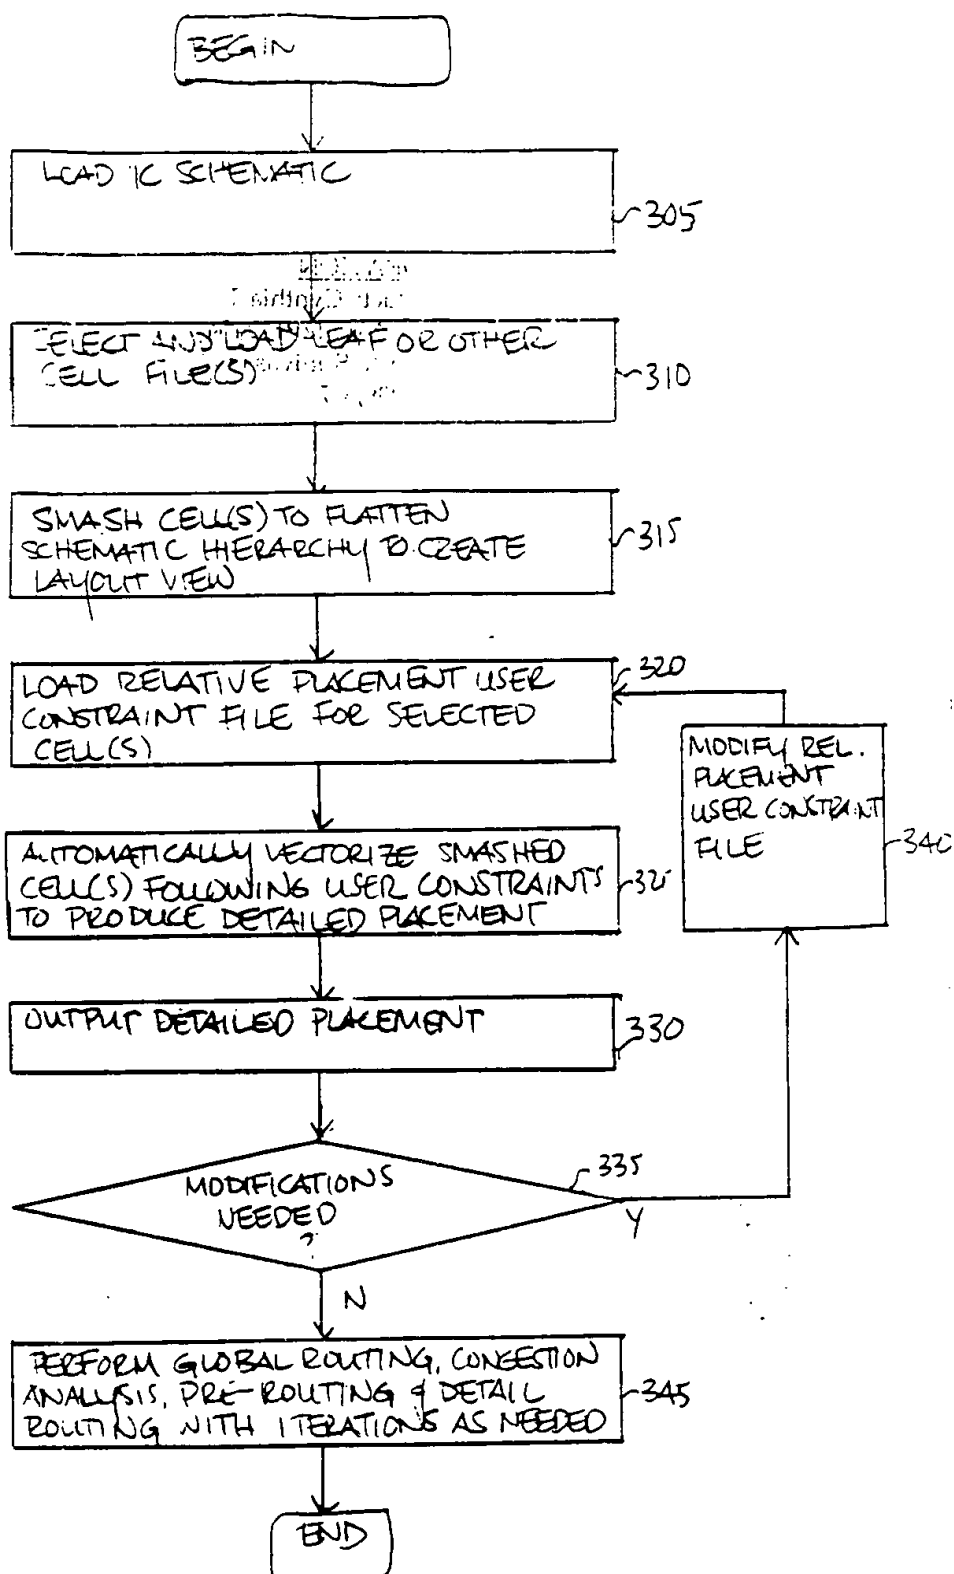 BEGIN
LOAD IC SCHEMATIC
305
SELECT AND LOAD LEAF OR OTHER
CELL FILE(S)
310
SMASH CELL(S) TO FLATTEN
SCHEMATIC HIERARCHY TO CREATE
LAYOUT VIEW
315
LOAD RELATIVE PLACEMENT USER
CONSTRAINT FILE FOR SELECTED
CELL(S)
320
MODIFY REL.
PLACEMENT
USER CONSTRAINT
FILE
340
AUTOMATICALLY VECTORIZE SMASHED
CELL(S) FOLLOWING USER CONSTRAINTS
TO PRODUCE DETAILED PLACEMENT
325
OUTPUT DETAILED PLACEMENT
330
MODIFICATIONS
NEEDED
?
335
Y
N
PERFORM GLOBAL ROUTING, CONGESTION
ANALYSIS, PRE-ROUTING & DETAIL
ROUTING WITH ITERATIONS AS NEEDED
345
END